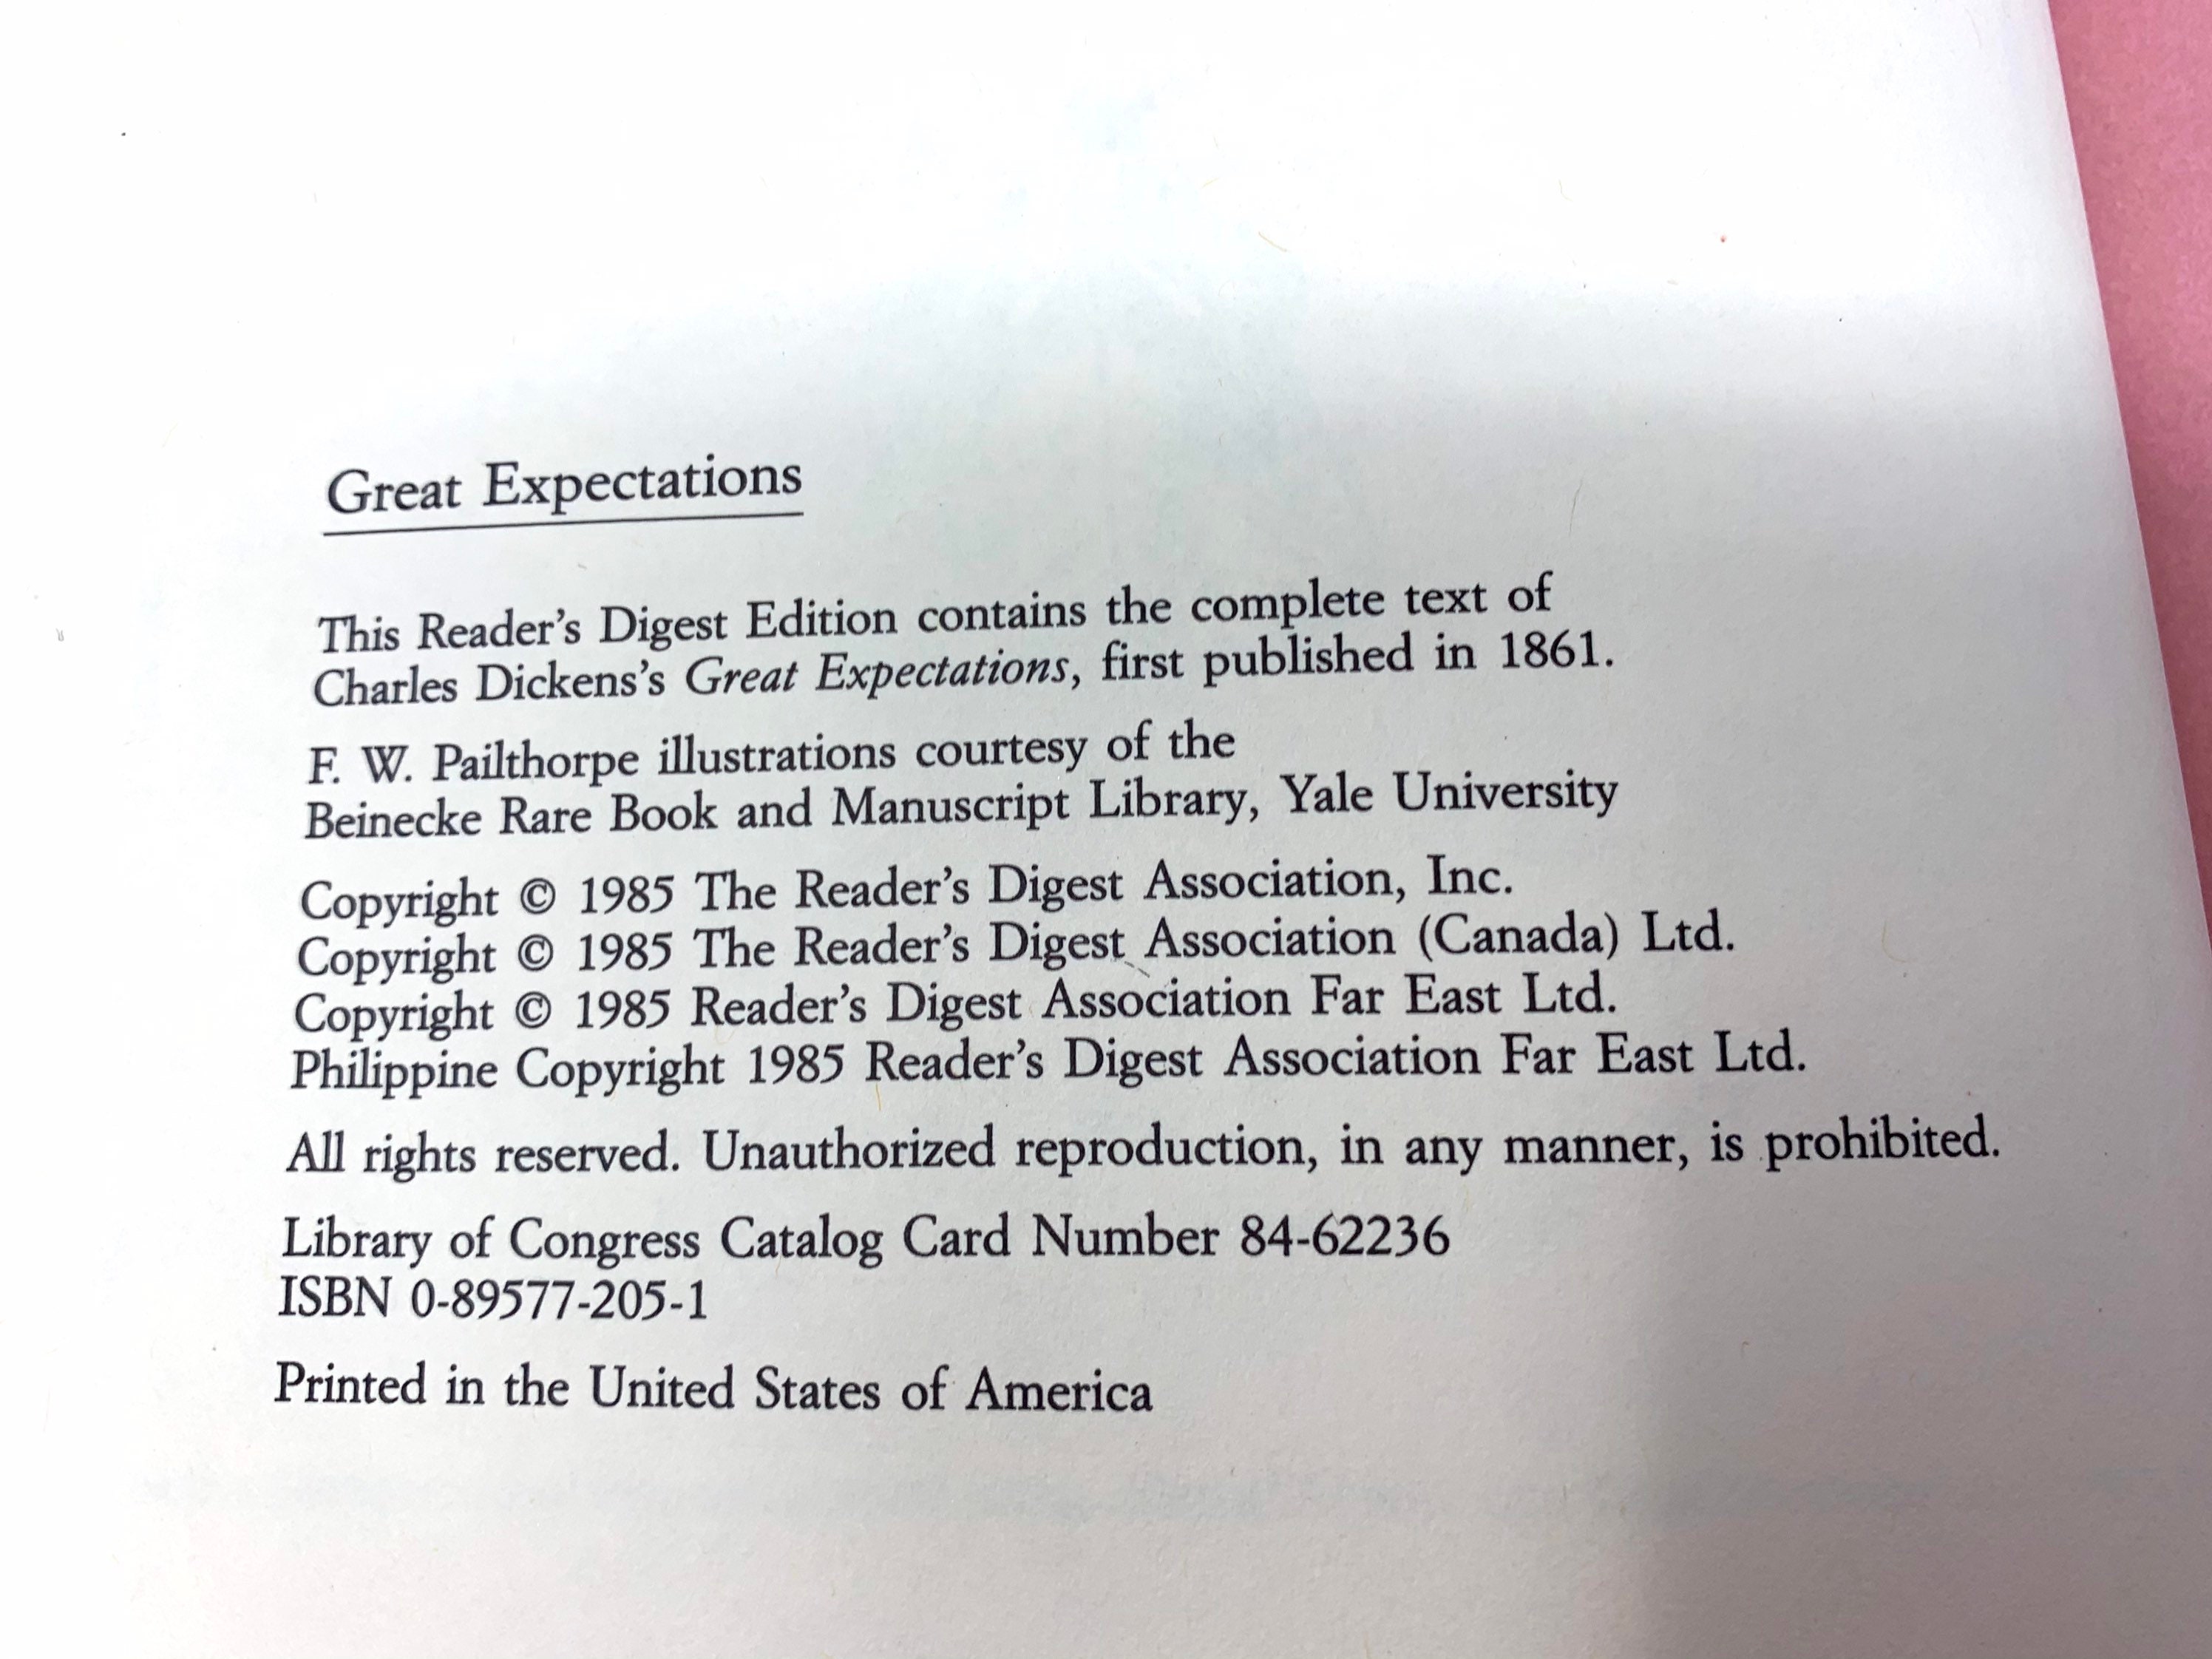 Great Expectations
This Reader's Digest Edition contains the complete text of
Charles Dickens's Great Expectations, first published in 1861.
F. W. Pailthorpe illustrations courtesy of the
Beinecke Rare Book and Manuscript Library, Yale University
Copyright © 1985 The Reader's Digest Association, Inc.
Copyright © 1985 The Reader's Digest Association (Canada) Ltd.
Copyright © 1985 Reader's Digest Association Far East Ltd.
Philippine Copyright 1985 Reader's Digest Association Far East Ltd.
All rights reserved. Unauthorized reproduction, in any manner, is prohibited.
Library of Congress Catalog Card Number 84-62236
ISBN 0-89577-205-1
Printed in the United States of America